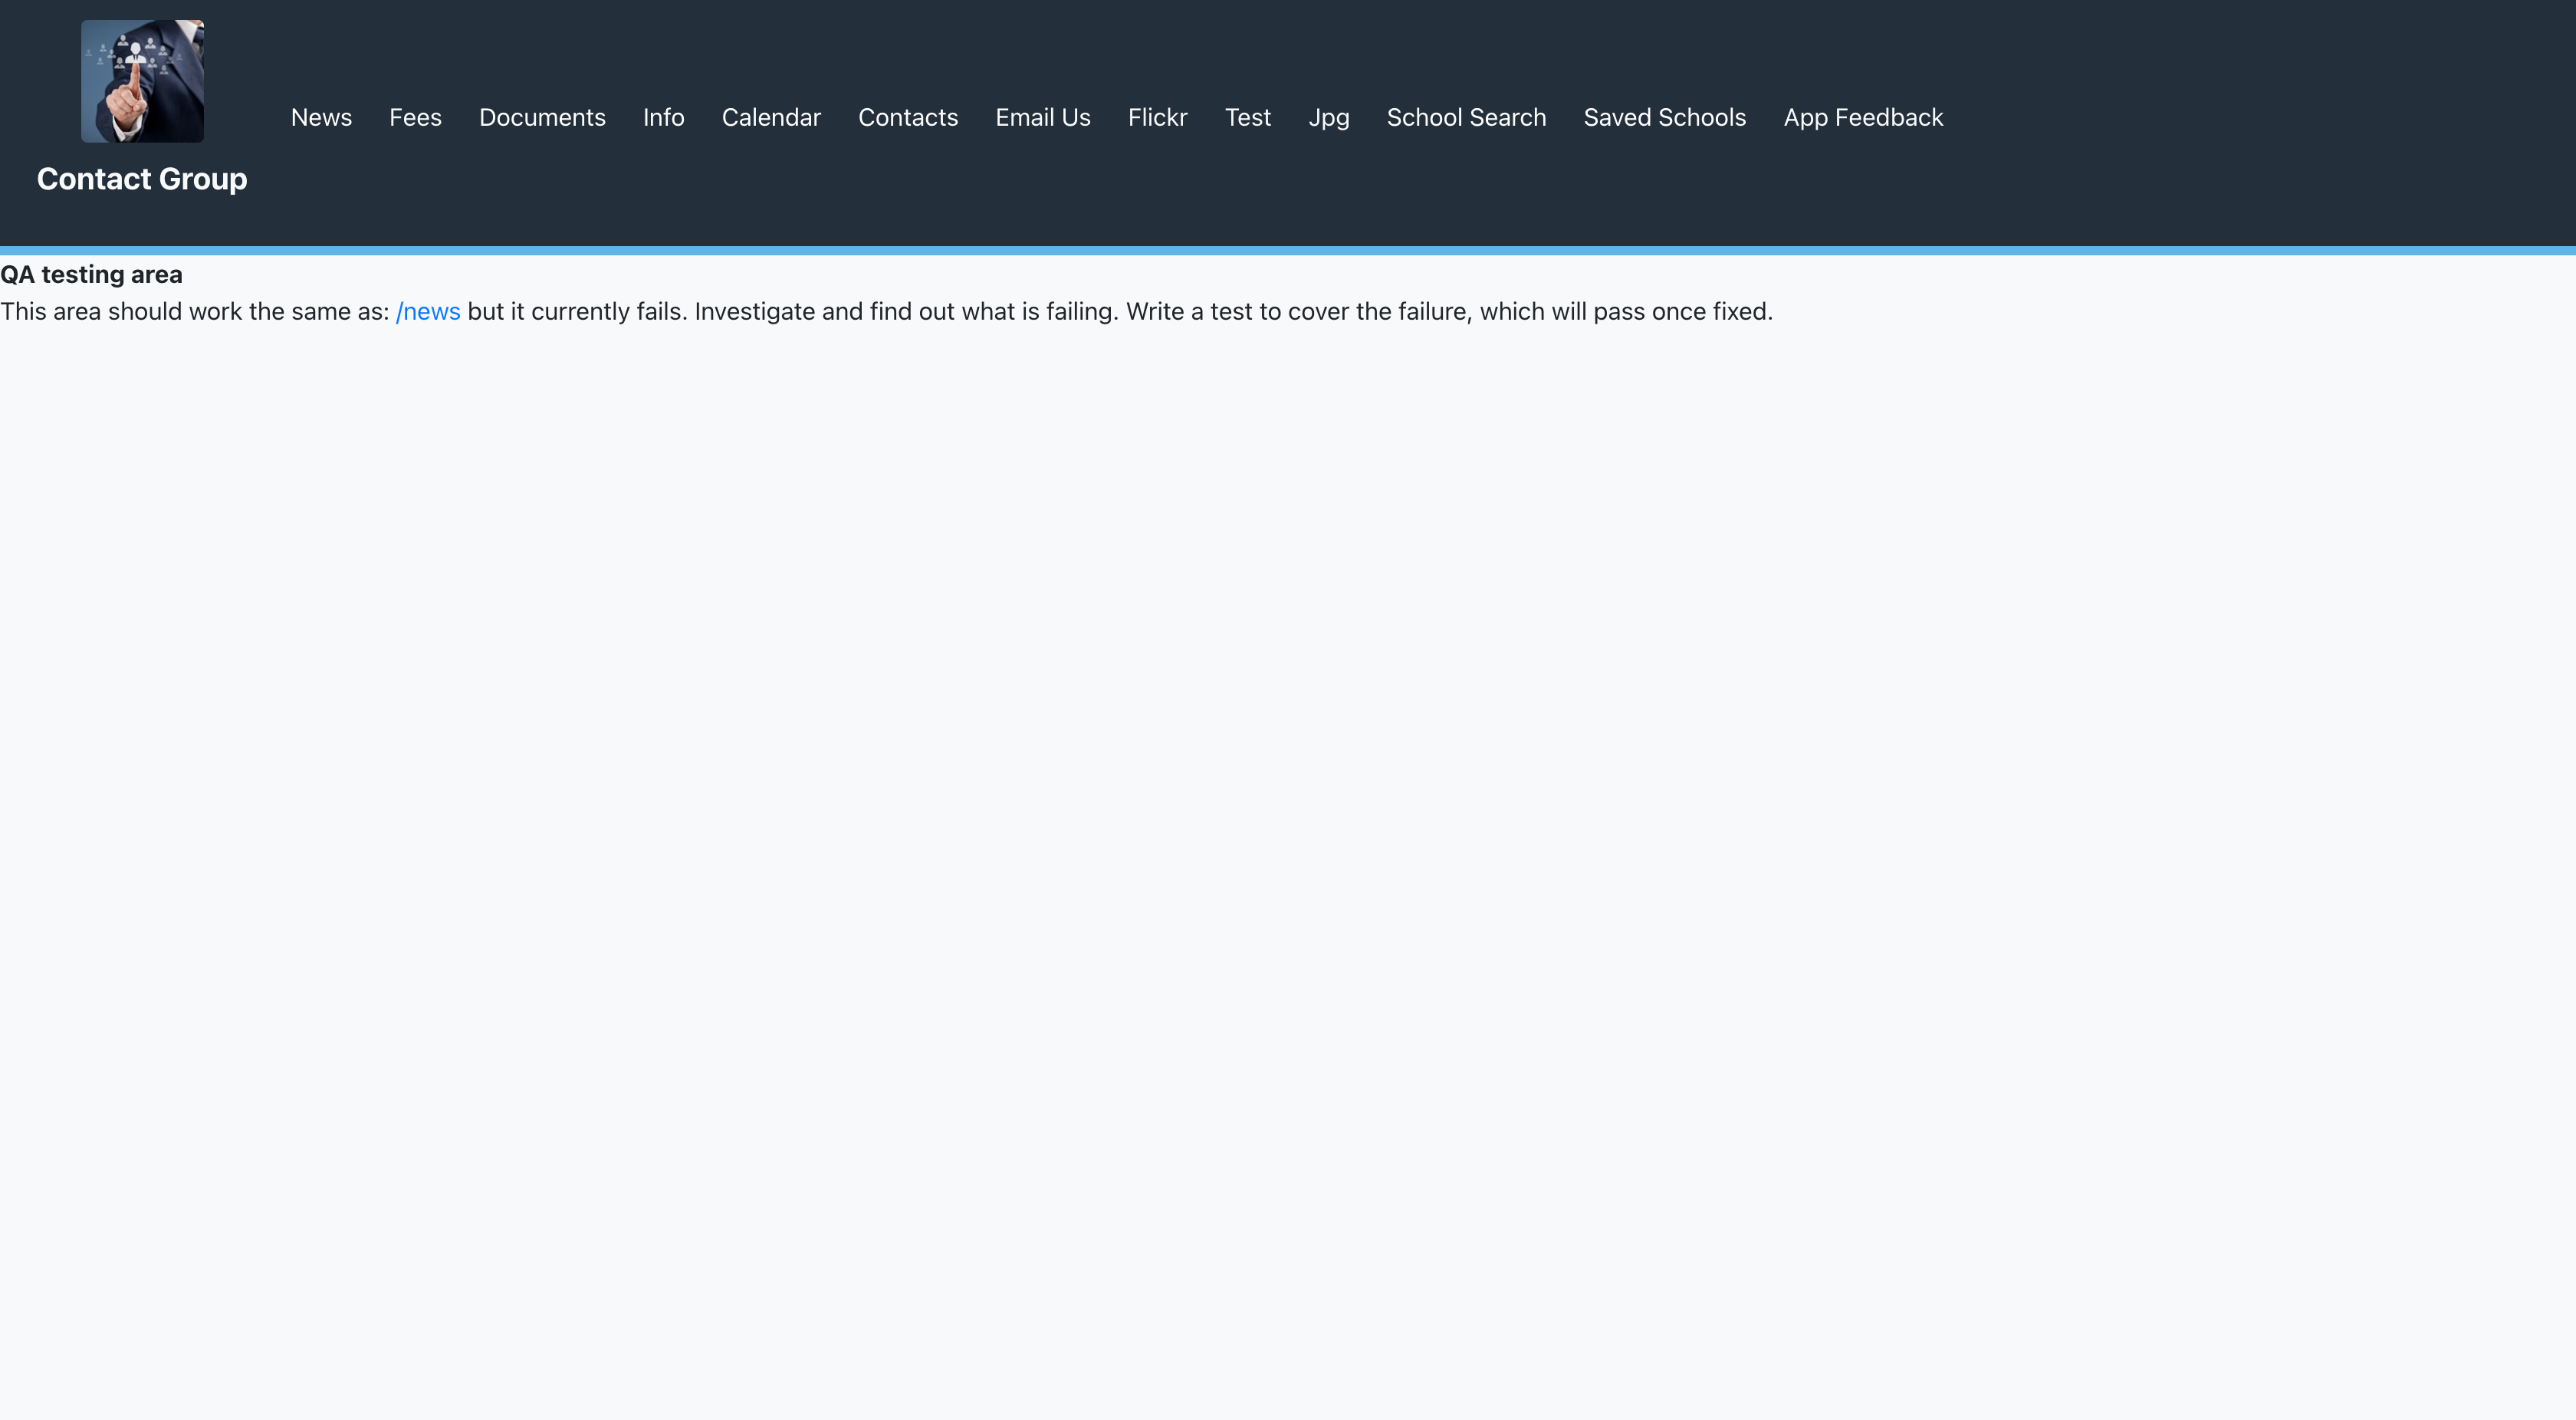 News Fees Documents Info Calendar Contacts Email Us Flickr Test Jpg School Search Saved Schools App Feedback
Contact Group
QA testing area
This area should work the same as: /news but it currently fails. Investigate and find out what is failing. Write a test to cover the failure, which will pass once fixed.